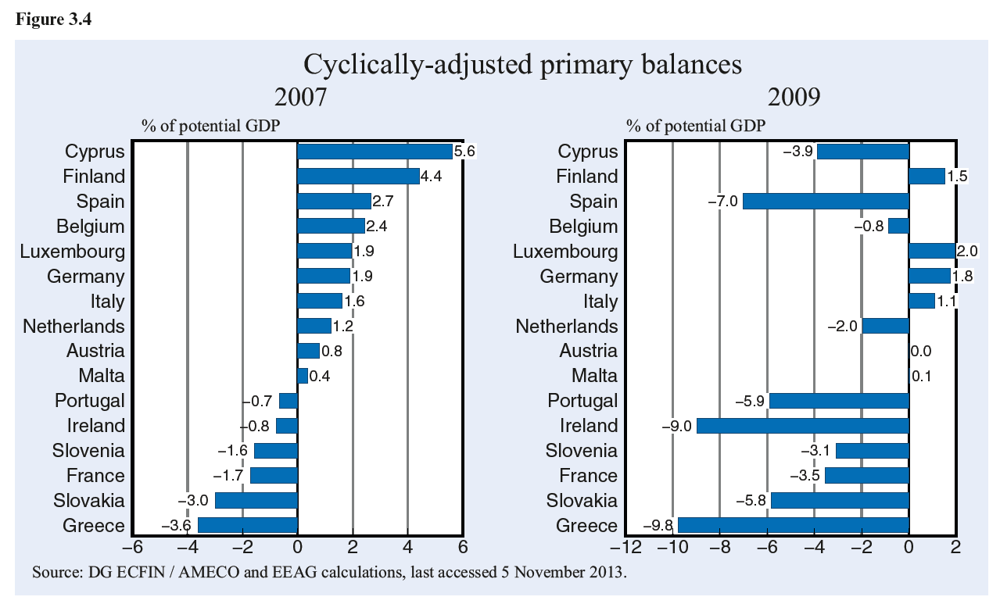 Figure 3.4
Cyclically-adjusted primary balances
2007
% of potential GDP
Cyprus 5.6
Finland 4.4
Spain 2.7
Belgium 2.4
Luxembourg 1.9
Germany 1.9
Italy 1.6
Netherlands 1.2
Austria 0.8
Malta 0.4
Portugal −0.7
Ireland −0.8
Slovenia −1.6
France −1.7
Slovakia −3.0
Greece −3.6
−6 −4 −2 0 2 4 6
2009
% of potential GDP
Cyprus −3.9
Finland 1.5
Spain −7.0
Belgium −0.8
Luxembourg 2.0
Germany 1.8
Italy 1.1
Netherlands −2.0
Austria 0.0
Malta 0.1
Portugal −5.9
Ireland −9.0
Slovenia −3.1
France −3.5
Slovakia −5.8
Greece −9.8
−12 −10 −8 −6 −4 −2 0 2
Source: DG ECFIN / AMECO and EEAG calculations, last accessed 5 November 2013.